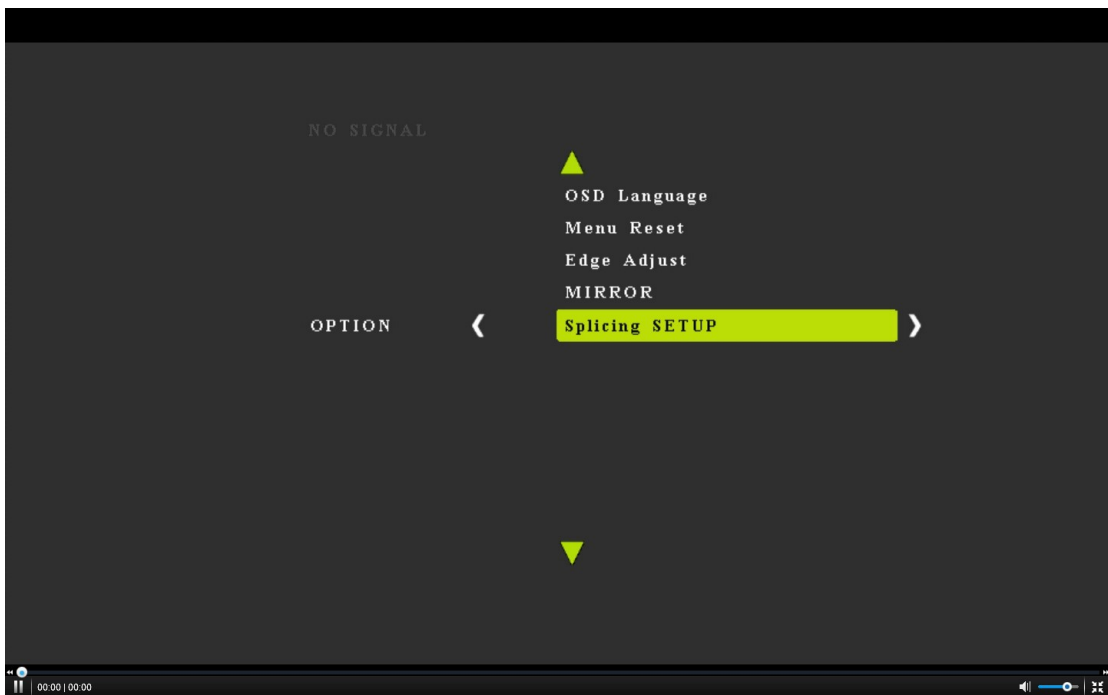 NO SIGNAL
OSD Language
Menu Reset
Edge Adjust
MIRROR
OPTION
Splicing SETUP
00:00 | 00:00